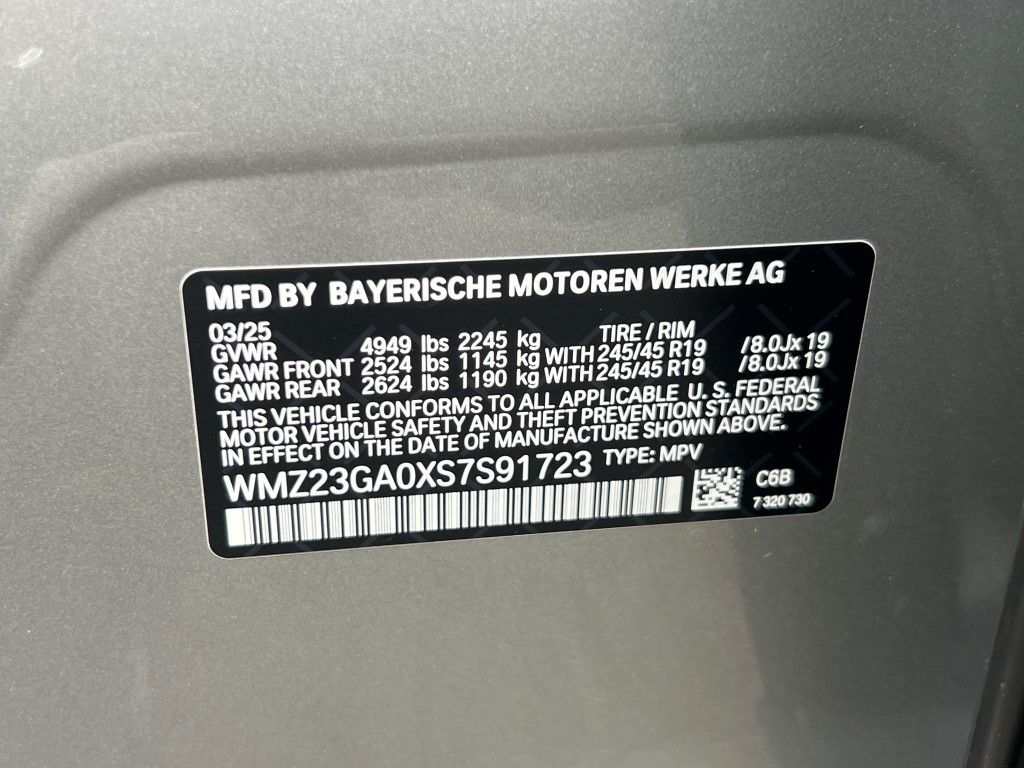 MFD BY BAYERISCHE MOTOREN WERKE AG
03/25 TIRE / RIM
GVWR 4949 lbs 2245 kg
GAWR FRONT 2524 lbs 1145 kg WITH 245/45 R19 /8.0Jx 19
GAWR REAR 2624 lbs 1190 kg WITH 245/45 R19 /8.0Jx 19
THIS VEHICLE CONFORMS TO ALL APPLICABLE U. S. FEDERAL
MOTOR VEHICLE SAFETY AND THEFT PREVENTION STANDARDS
IN EFFECT ON THE DATE OF MANUFACTURE SHOWN ABOVE.
WMZ23GA0XS7S91723 TYPE: MPV
C6B
7 320 730